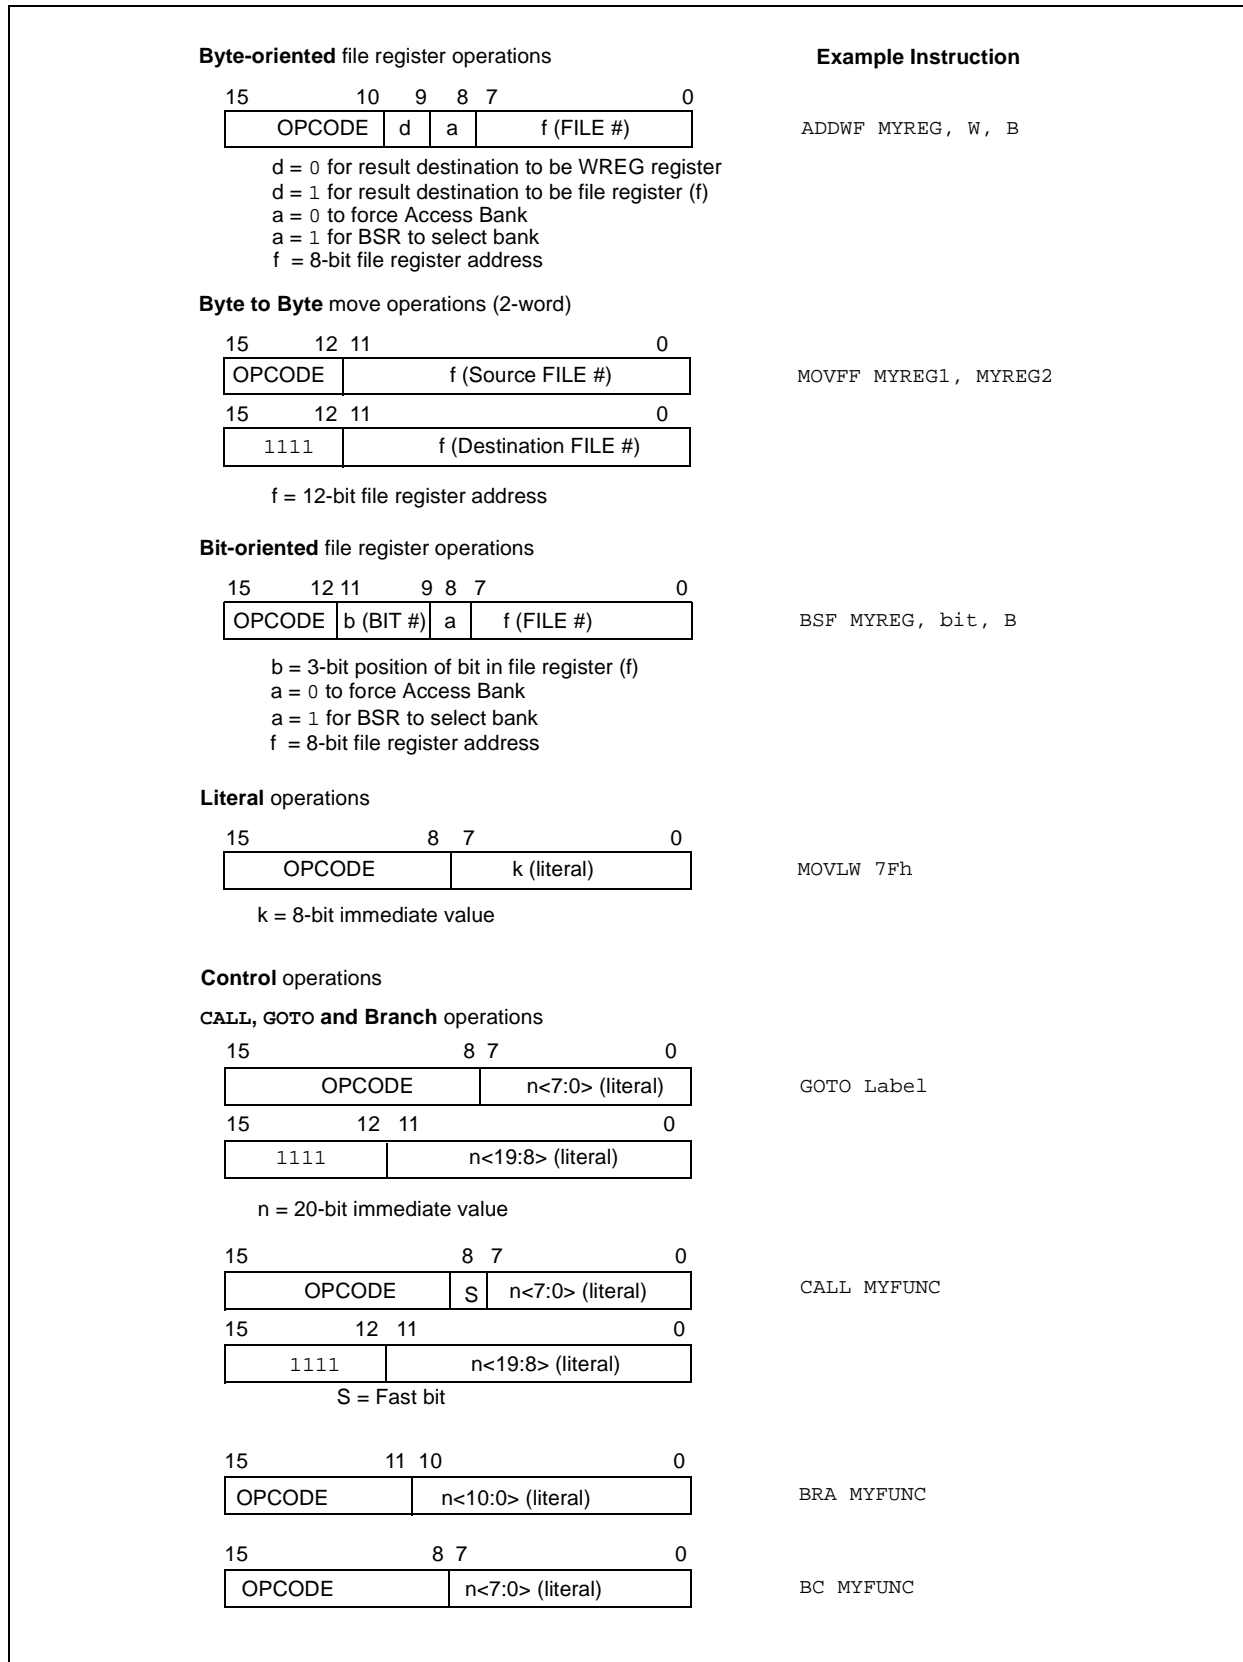 Byte-oriented file register operations Example Instruction
15 10 9 8 7 0
OPCODE d a f (FILE #) ADDWF MYREG, W, B
d = 0 for result destination to be WREG register
d = 1 for result destination to be file register (f)
a = 0 to force Access Bank
a = 1 for BSR to select bank
f = 8-bit file register address
Byte to Byte move operations (2-word)
15 12 11 0
OPCODE f (Source FILE #) MOVFF MYREG1, MYREG2
15 12 11 0
1111 f (Destination FILE #)
f = 12-bit file register address
Bit-oriented file register operations
15 12 11 9 8 7 0
OPCODE b (BIT #) a f (FILE #) BSF MYREG, bit, B
b = 3-bit position of bit in file register (f)
a = 0 to force Access Bank
a = 1 for BSR to select bank
f = 8-bit file register address
Literal operations
15 8 7 0
OPCODE k (literal) MOVLW 7Fh
k = 8-bit immediate value
Control operations
CALL, GOTO and Branch operations
15 8 7 0
OPCODE n<7:0> (literal) GOTO Label
15 12 11 0
1111 n<19:8> (literal)
n = 20-bit immediate value
15 8 7 0
OPCODE S n<7:0> (literal) CALL MYFUNC
15 12 11 0
1111 n<19:8> (literal)
S = Fast bit
15 11 10 0
OPCODE n<10:0> (literal) BRA MYFUNC
15 8 7 0
OPCODE n<7:0> (literal) BC MYFUNC